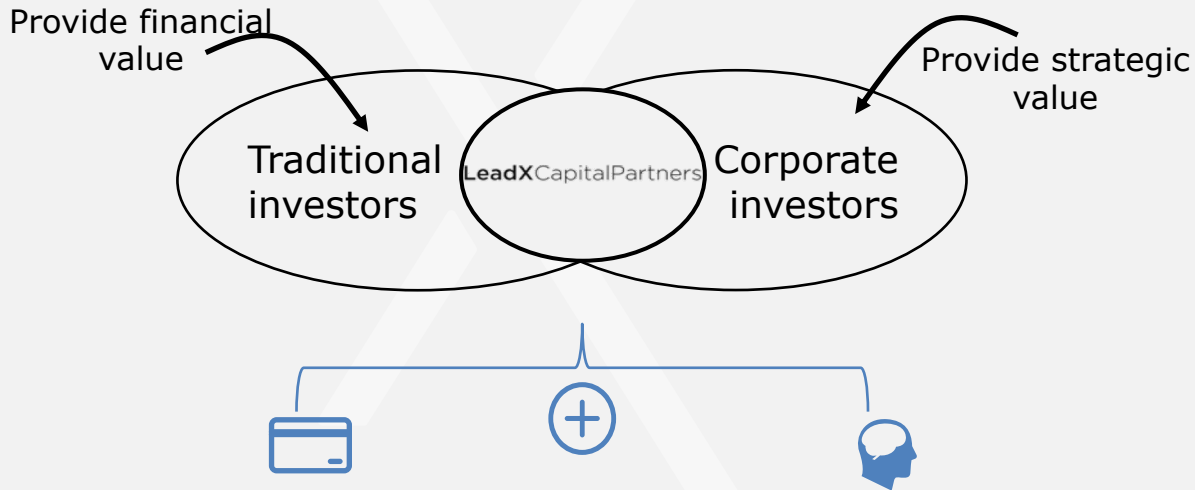 Provide financial
value
Provide strategic
value
Traditional
investors
LeadXCapitalPartners
Corporate
investors